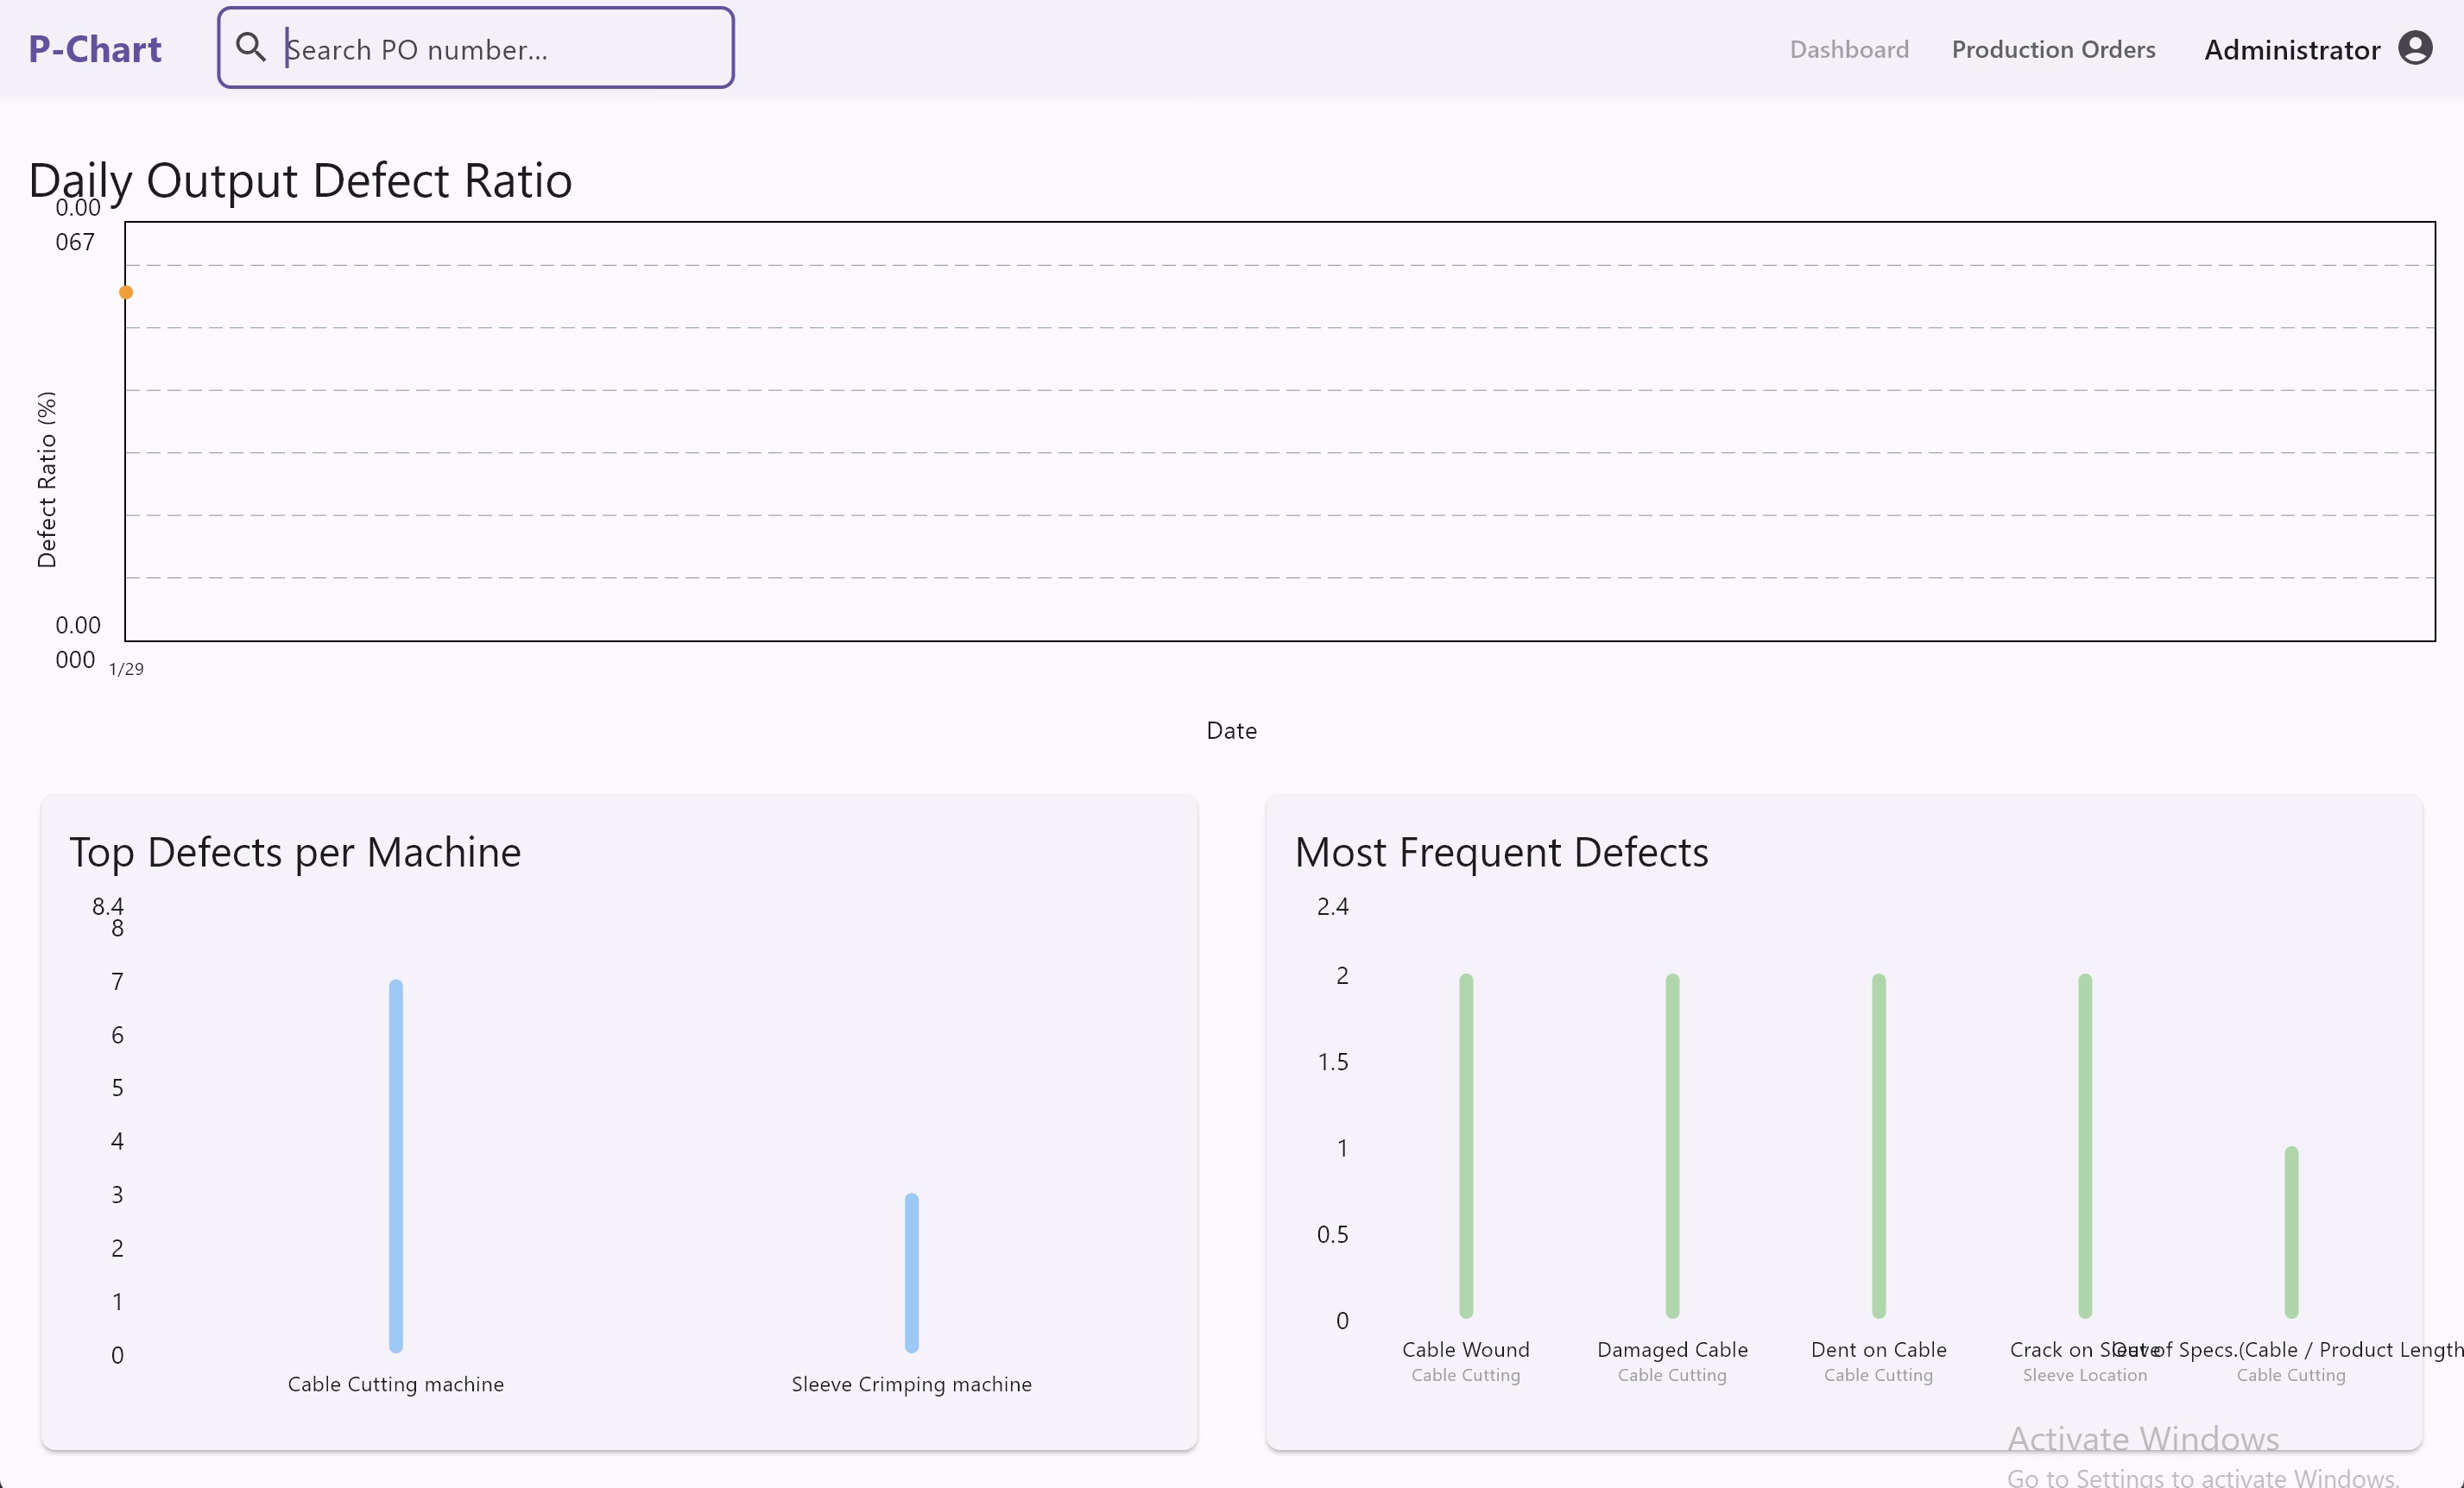 P-Chart
Search PO number...
Dashboard
Production Orders
Administrator
Daily Output Defect Ratio
0.00
067
Defect Ratio (%)
0.00
000
1/29
Date
Top Defects per Machine
8.4
8
7
6
5
4
3
2
1
0
Cable Cutting machine
Sleeve Crimping machine
Most Frequent Defects
2.4
2
1.5
1
0.5
0
Cable Wound
Cable Cutting
Damaged Cable
Cable Cutting
Dent on Cable
Cable Cutting
Crack on Sleeve
Sleeve Location
Out of Specs.(Cable / Product Length
Cable Cutting
Activate Windows
Go to Settings to activate Windows.